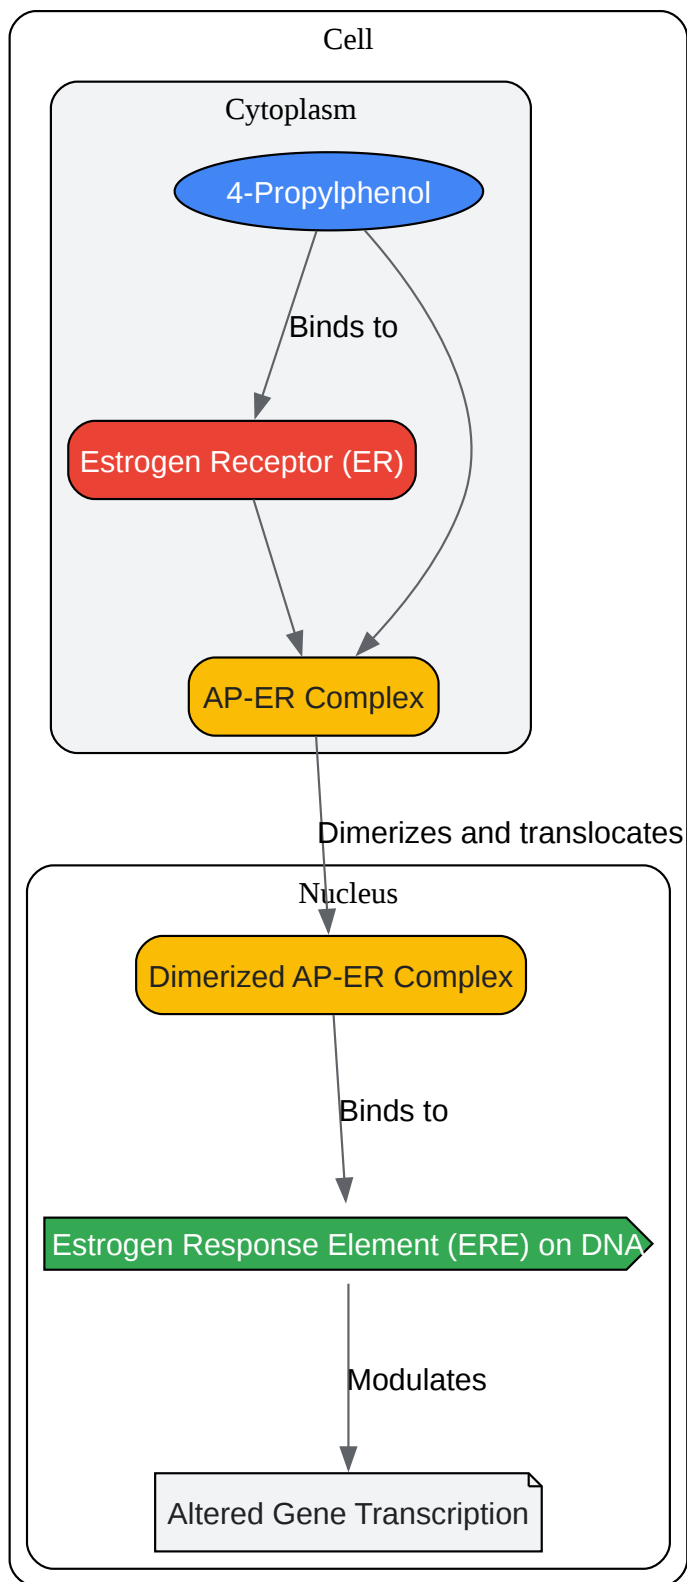 Cell
Cytoplasm
4-Propylphenol
Binds to
Estrogen Receptor (ER)
AP-ER Complex
Dimerizes and translocates
Nucleus
Dimerized AP-ER Complex
Binds to
Estrogen Response Element (ERE) on DNA
Modulates
Altered Gene Transcription